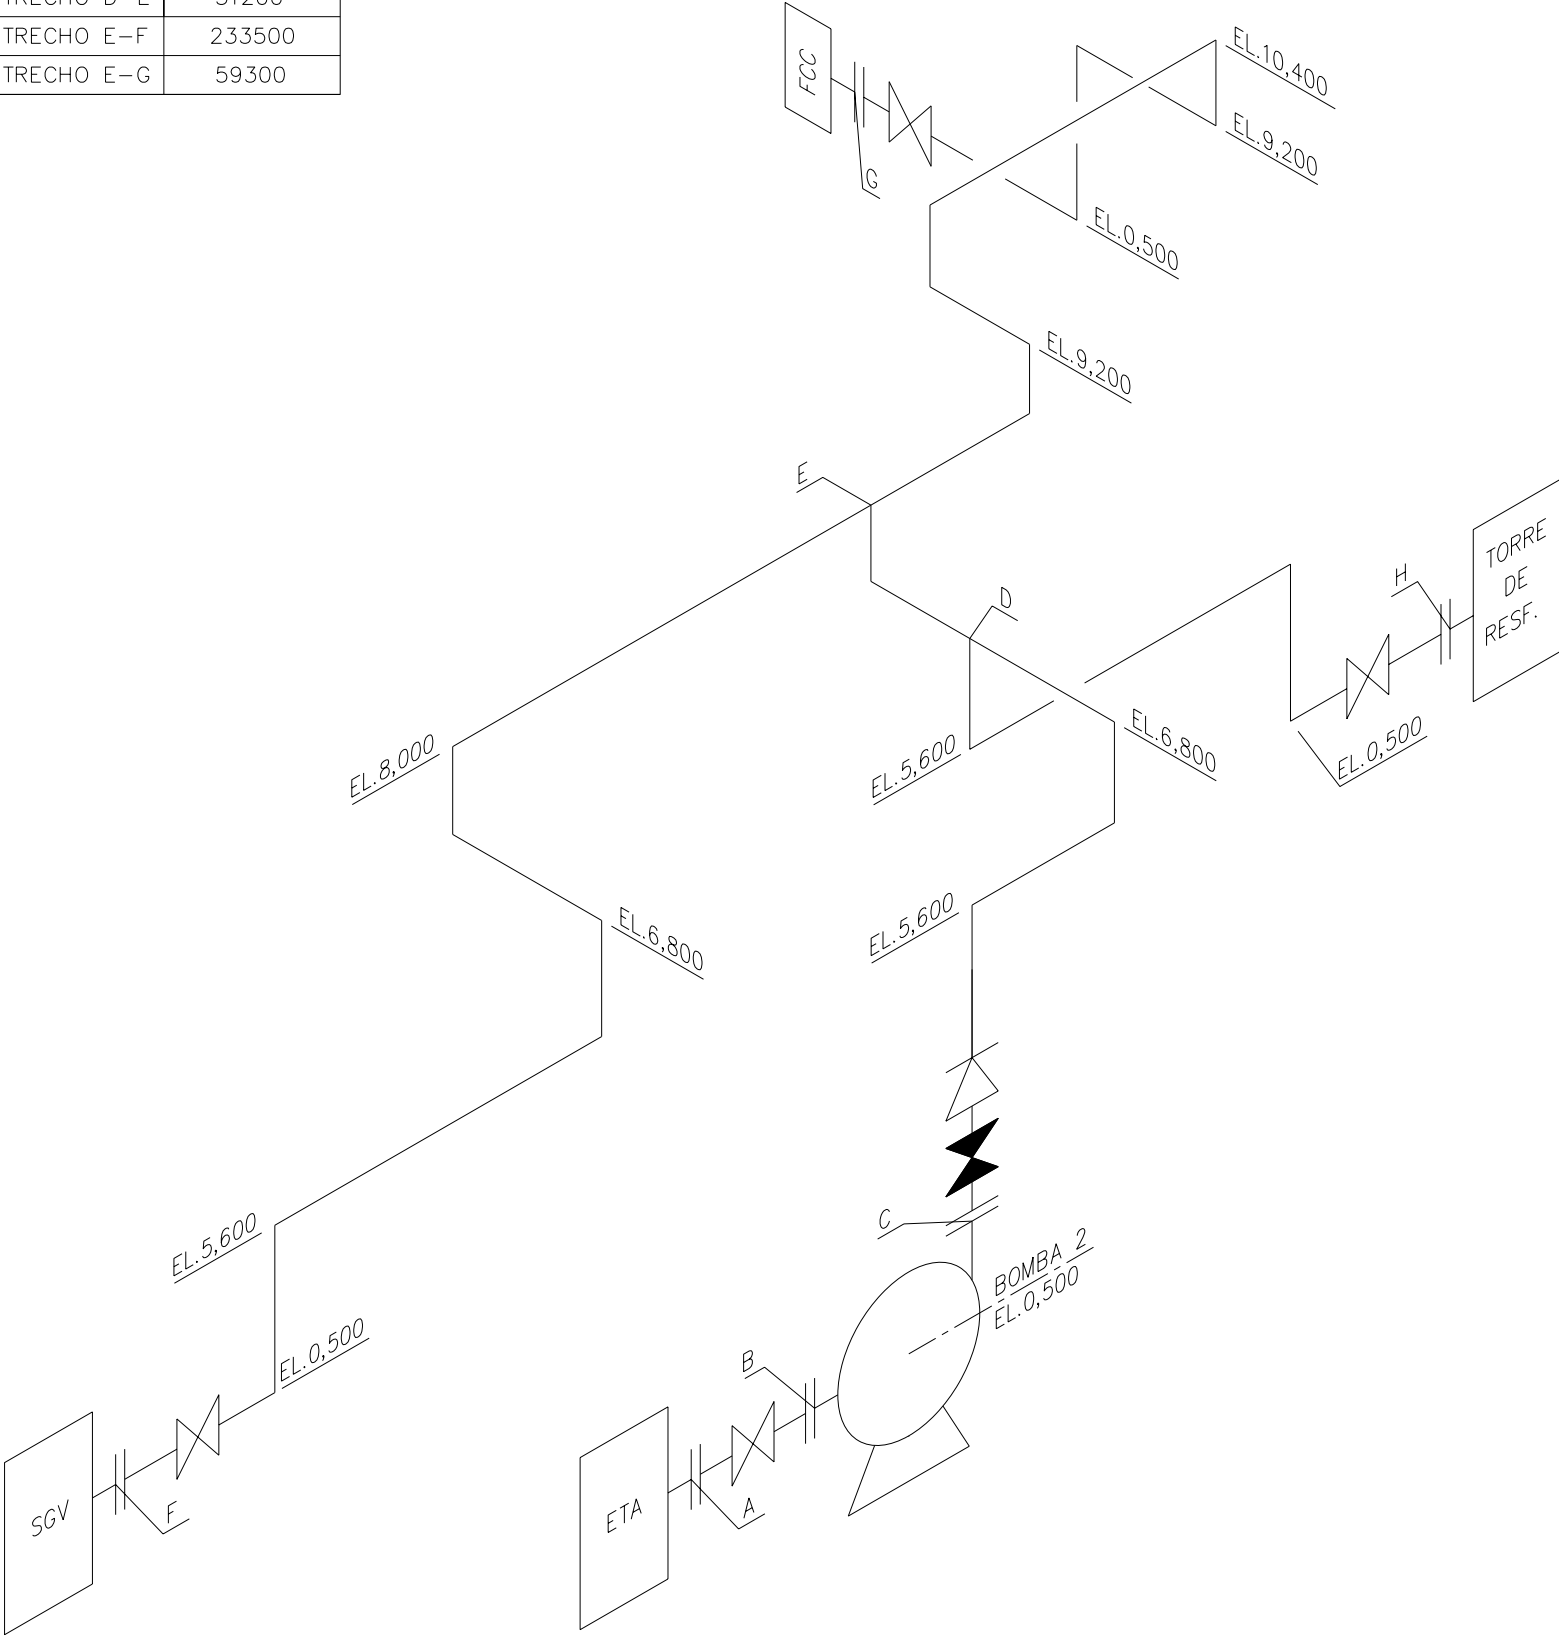 TRECHO E-F 233500
TRECHO E-G 59300
FCC
G
EL.10,400
EL.9,200
EL.0,500
EL.9,200
E
D
H
TORRE
DE
RESF.
EL.8,000
EL.5,600
EL.6,800
EL.0,500
EL.6,800
EL.5,600
C
BOMBA 2
EL.0,500
EL.5,600
EL.0,500
B
SGV
F
ETA
A